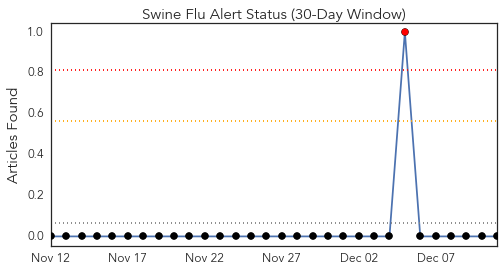 Swine Flu Alert Status (30-Day Window)
Articles Found
1.0
0.8
0.6
0.4
0.2
0.0
Nov 12 Nov 17 Nov 22 Nov 27 Dec 02 Dec 07